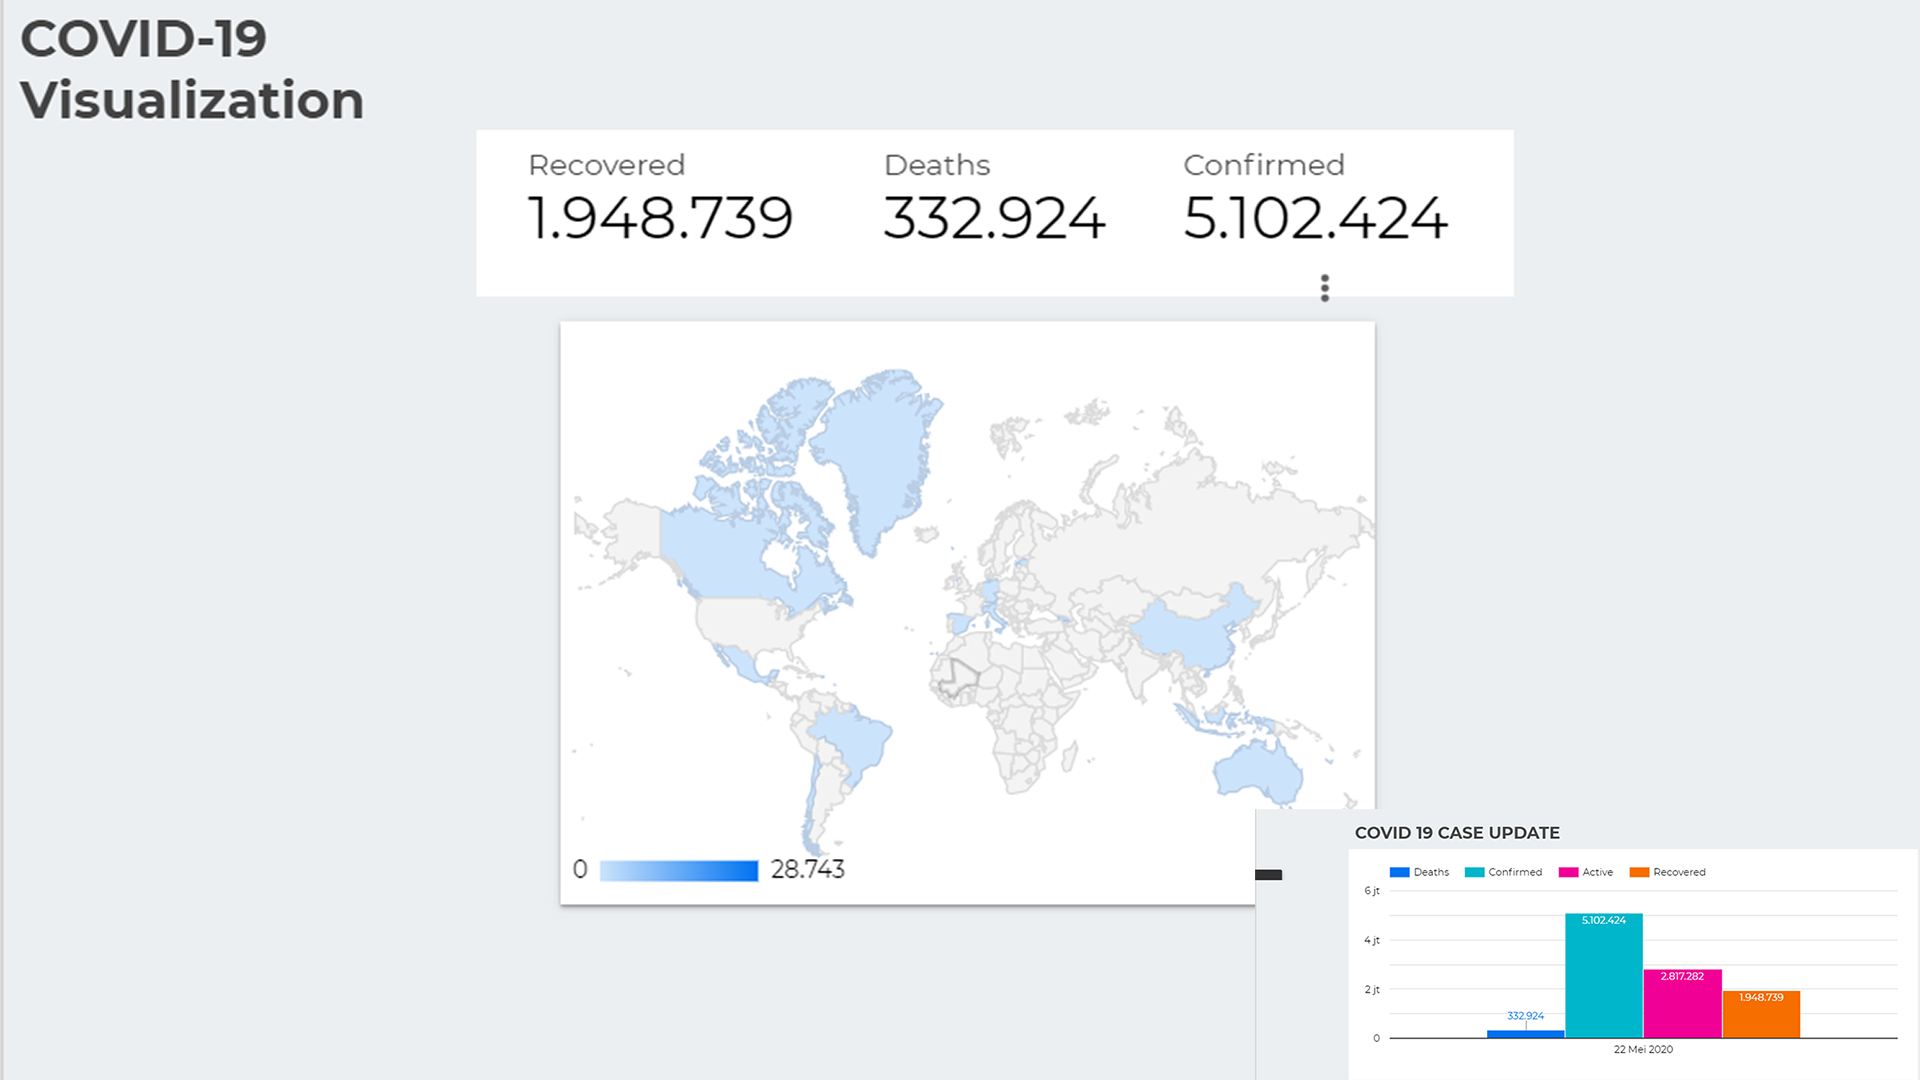 COVID-19
Visualization
Recovered Deaths Confirmed
1.948.739 332.924 5.102.424
0 28.743
COVID 19 CASE UPDATE
Deaths Confirmed Active Recovered
6 jt
5.102.424
4 jt
2.817.282
2 jt
1.948.739
332.924
0
22 Mei 2020